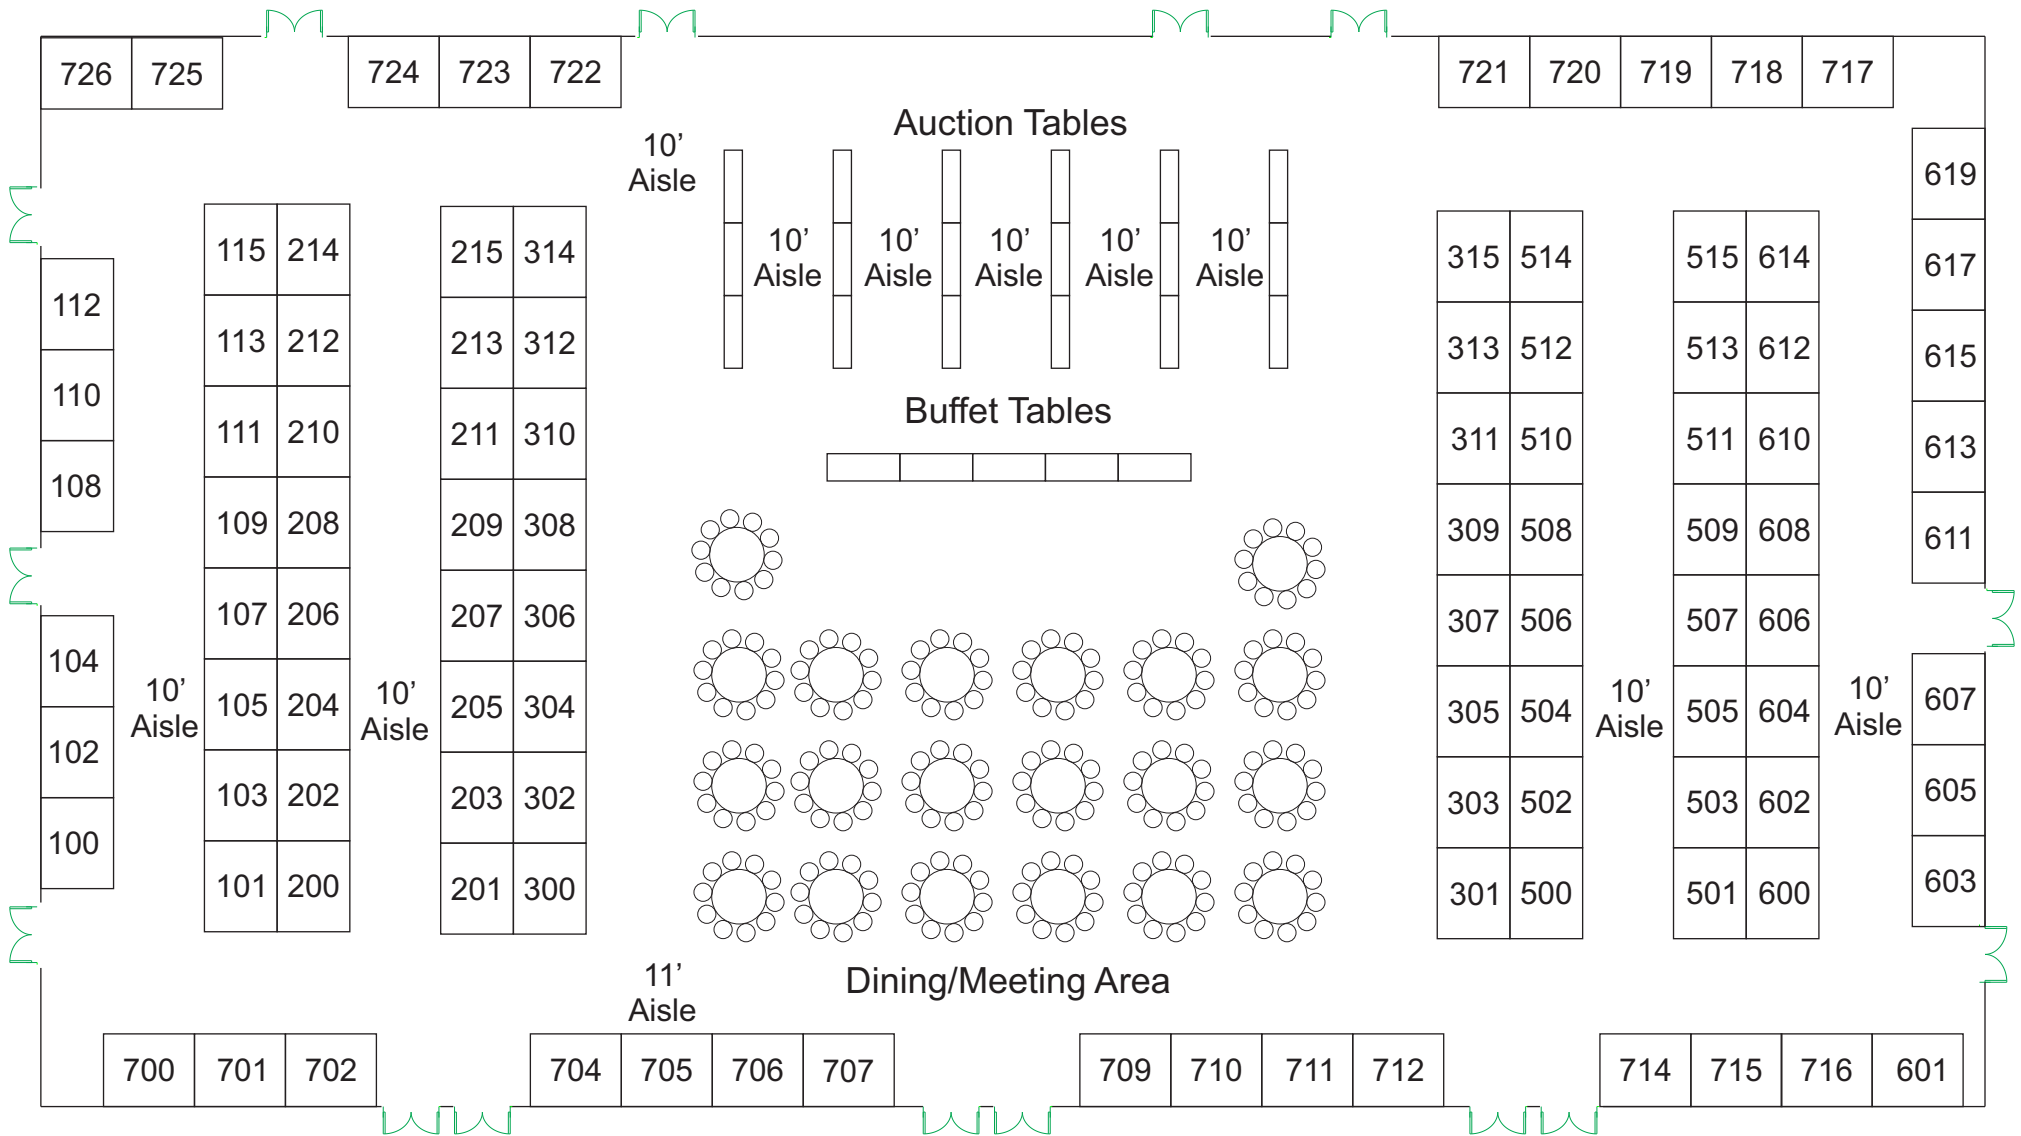 726 725 724 723 722 721 720 719 718 717
Auction Tables
10’
Aisle
619
115 214 215 314 315 514 515 614
10’ 10’ 10’ 10’ 10’
Aisle Aisle Aisle Aisle Aisle
617
112
113 212 213 312 313 512 513 612
615
110
Buffet Tables
111 210 211 310 311 510 511 610
613
108
109 208 209 308 309 508 509 608
611
107 206 207 306 307 506 507 606
104
10’ 10’ 10’ 10’
Aisle Aisle Aisle Aisle
105 204 205 304 305 504 505 604
607
102
103 202 203 302 303 502 503 602
605
100
101 200 201 300 301 500 501 600
603
11’
Aisle
Dining/Meeting Area
700 701 702 704 705 706 707 709 710 711 712 714 715 716 601